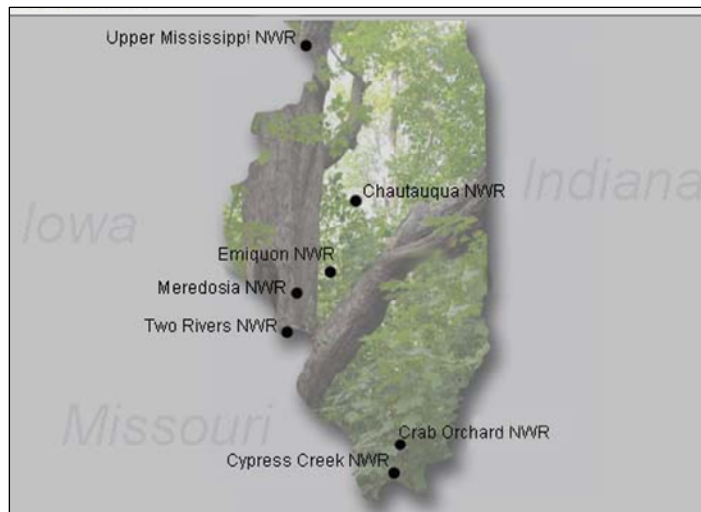 Upper Mississippi NWR
Chautauqua NWR
Indiana
Iowa
Emiquon NWR
Meredosia NWR
Two Rivers NWR
Missouri
Crab Orchard NWR
Cypress Creek NWR